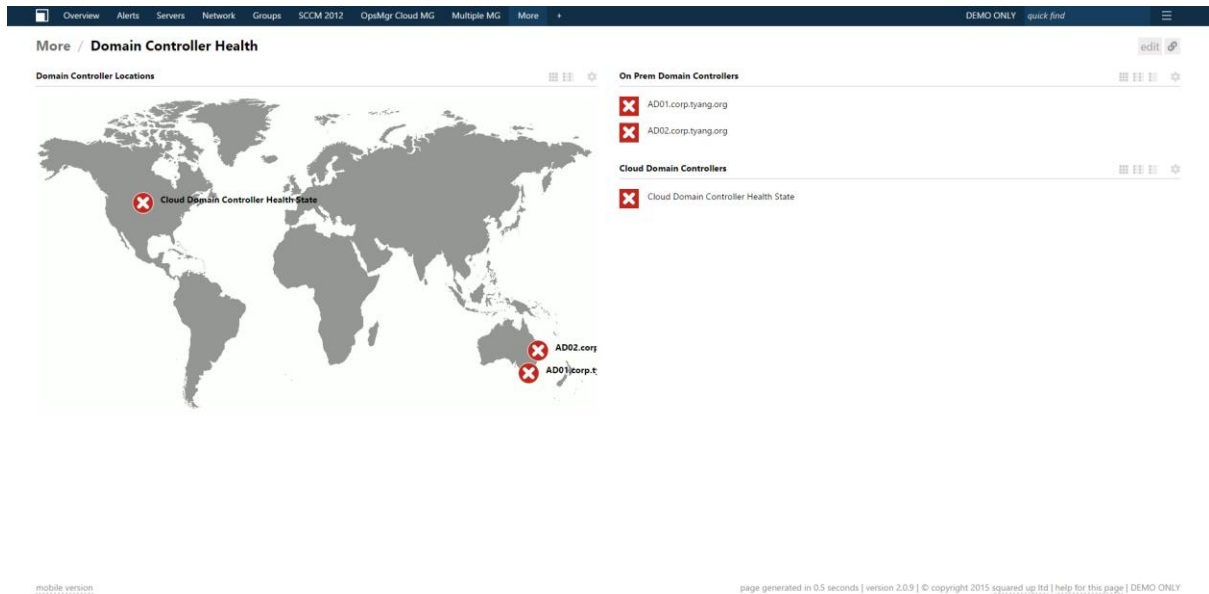 Overview Alerts Servers Network Groups SCCM 2012 OpsMgr Cloud MG Multiple MG More + DEMO ONLY quick find
More / Domain Controller Health
edit
Domain Controller Locations
Cloud Domain Controller Health State
AD02.corp
AD01.corp.t
On Prem Domain Controllers
AD01.corp.tyang.org
AD02.corp.tyang.org
Cloud Domain Controllers
Cloud Domain Controller Health State
mobile version
page generated in 0.5 seconds | version 2.0.9 | © copyright 2015 squared up ltd | help for this page | DEMO ONLY